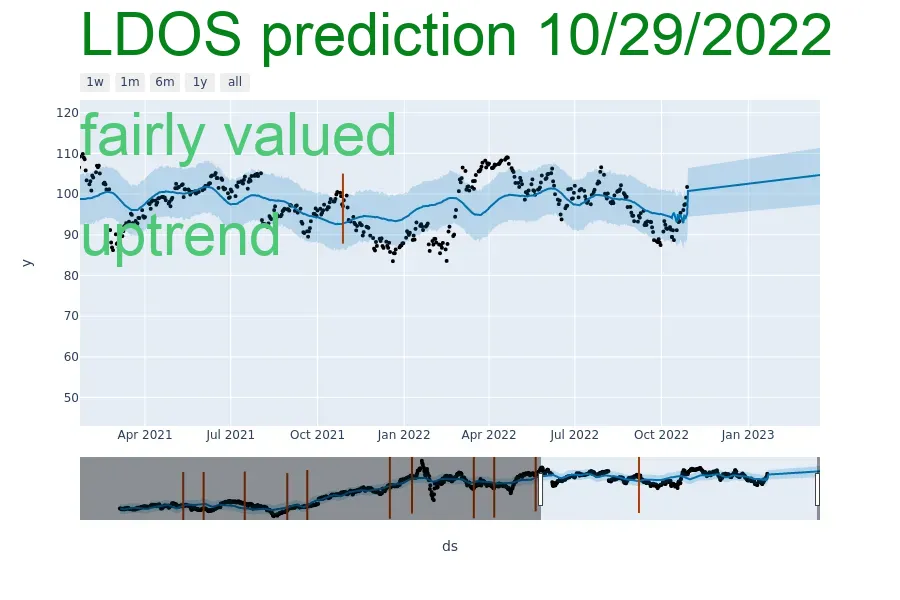 LDOS prediction 10/29/2022
1w 1m 6m 1y all
fairly valued
uptrend
120
110
100
90
80
70
60
50
y
Apr 2021 Jul 2021 Oct 2021 Jan 2022 Apr 2022 Jul 2022 Oct 2022 Jan 2023
ds